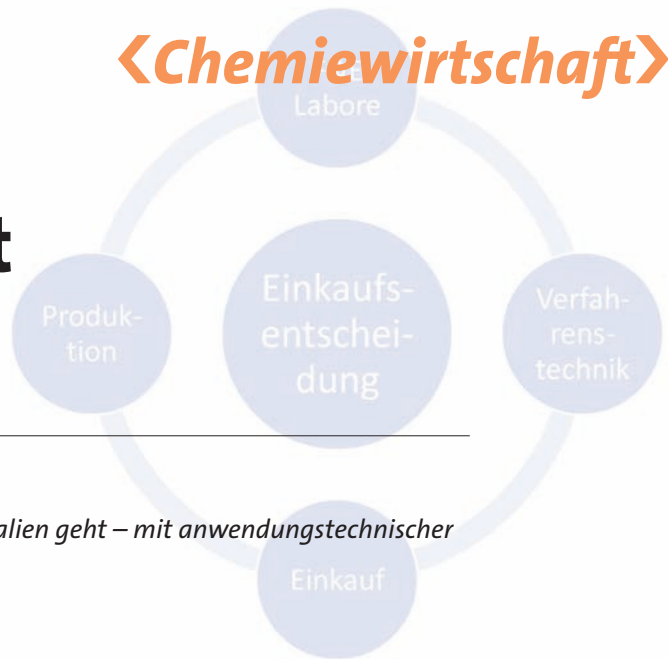 ‹Chemiewirtschaft›
Labore
t
Einkaufs-
entschei-
dung
Produk-
tion
Verfah-
rens-
technik
alien geht – mit anwendungstechnischer
Einkauf